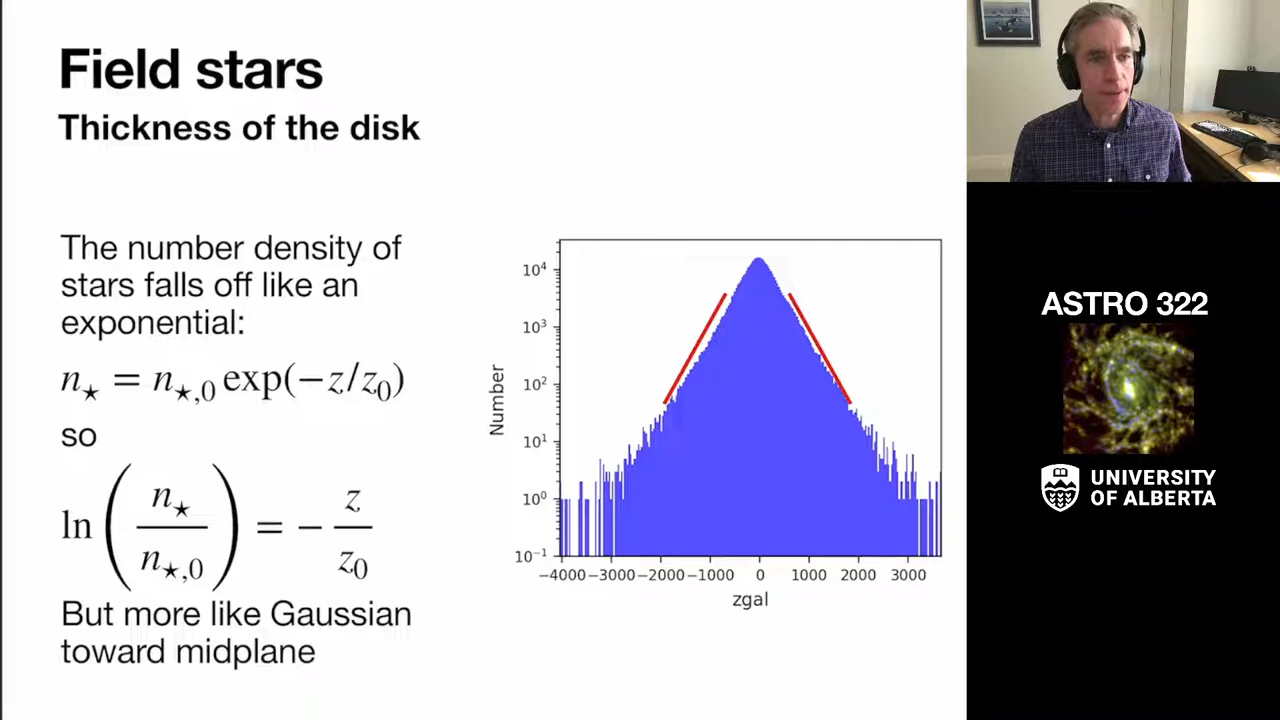 Field stars
Thickness of the disk
The number density of
stars falls off like an
exponential:
n⋆ = n⋆,0 exp(−z/z0)
so
ln(n⋆/n⋆,0) = − z/z0
But more like Gaussian
toward midplane
Number
10⁴
10³
10²
10¹
10⁰
10⁻¹
−4000 −3000 −2000 −1000 0 1000 2000 3000
zgal
ASTRO 322
UNIVERSITY
OF ALBERTA